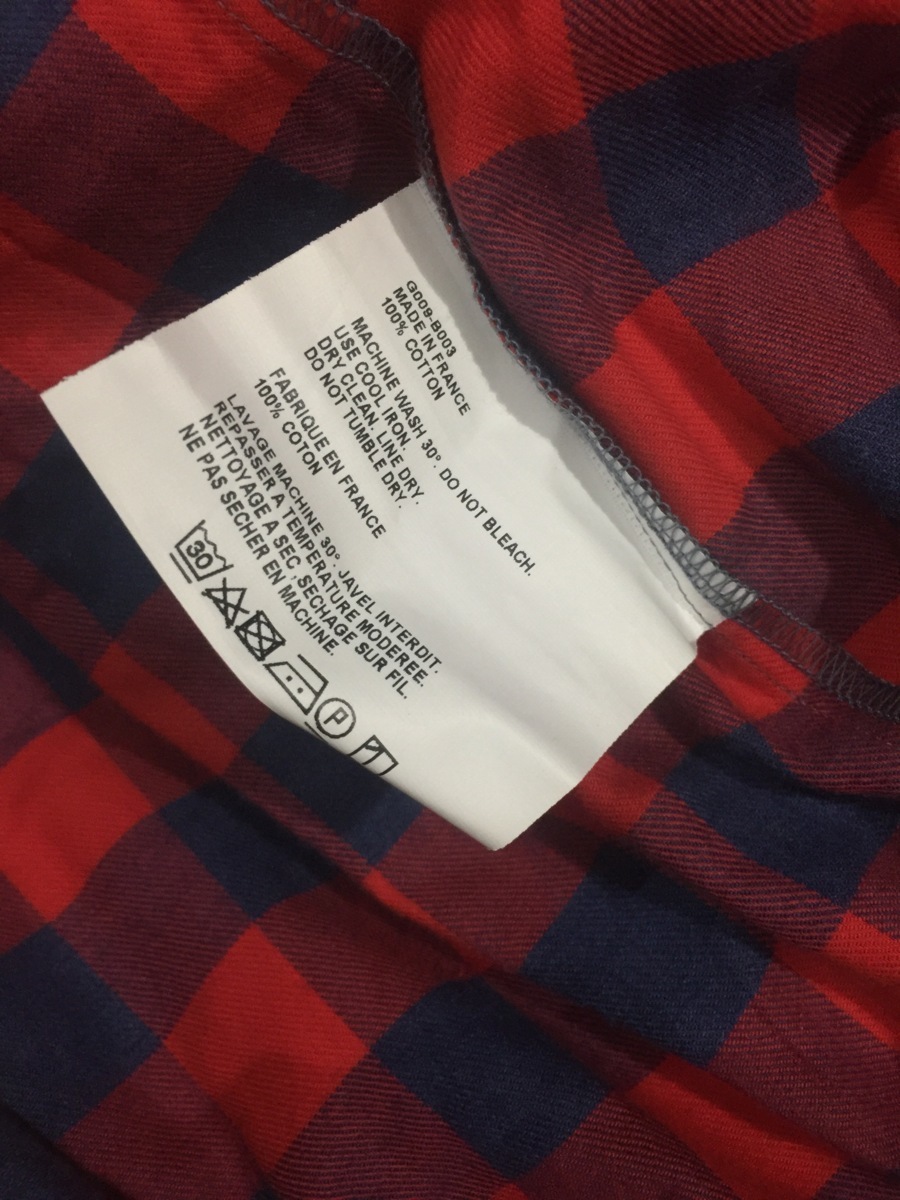 G009-B003
MADE IN FRANCE
100% COTTON
MACHINE WASH 30°. DO NOT BLEACH.
USE COOL IRON.
DRY CLEAN. LINE DRY.
DO NOT TUMBLE DRY.
FABRIQUE EN FRANCE
100% COTON
LAVAGE MACHINE 30°. JAVEL INTERDIT.
REPASSER A TEMPERATURE MODEREE.
NETTOYAGE A SEC, SECHAGE SUR FIL.
NE PAS SECHER EN MACHINE.
30
P